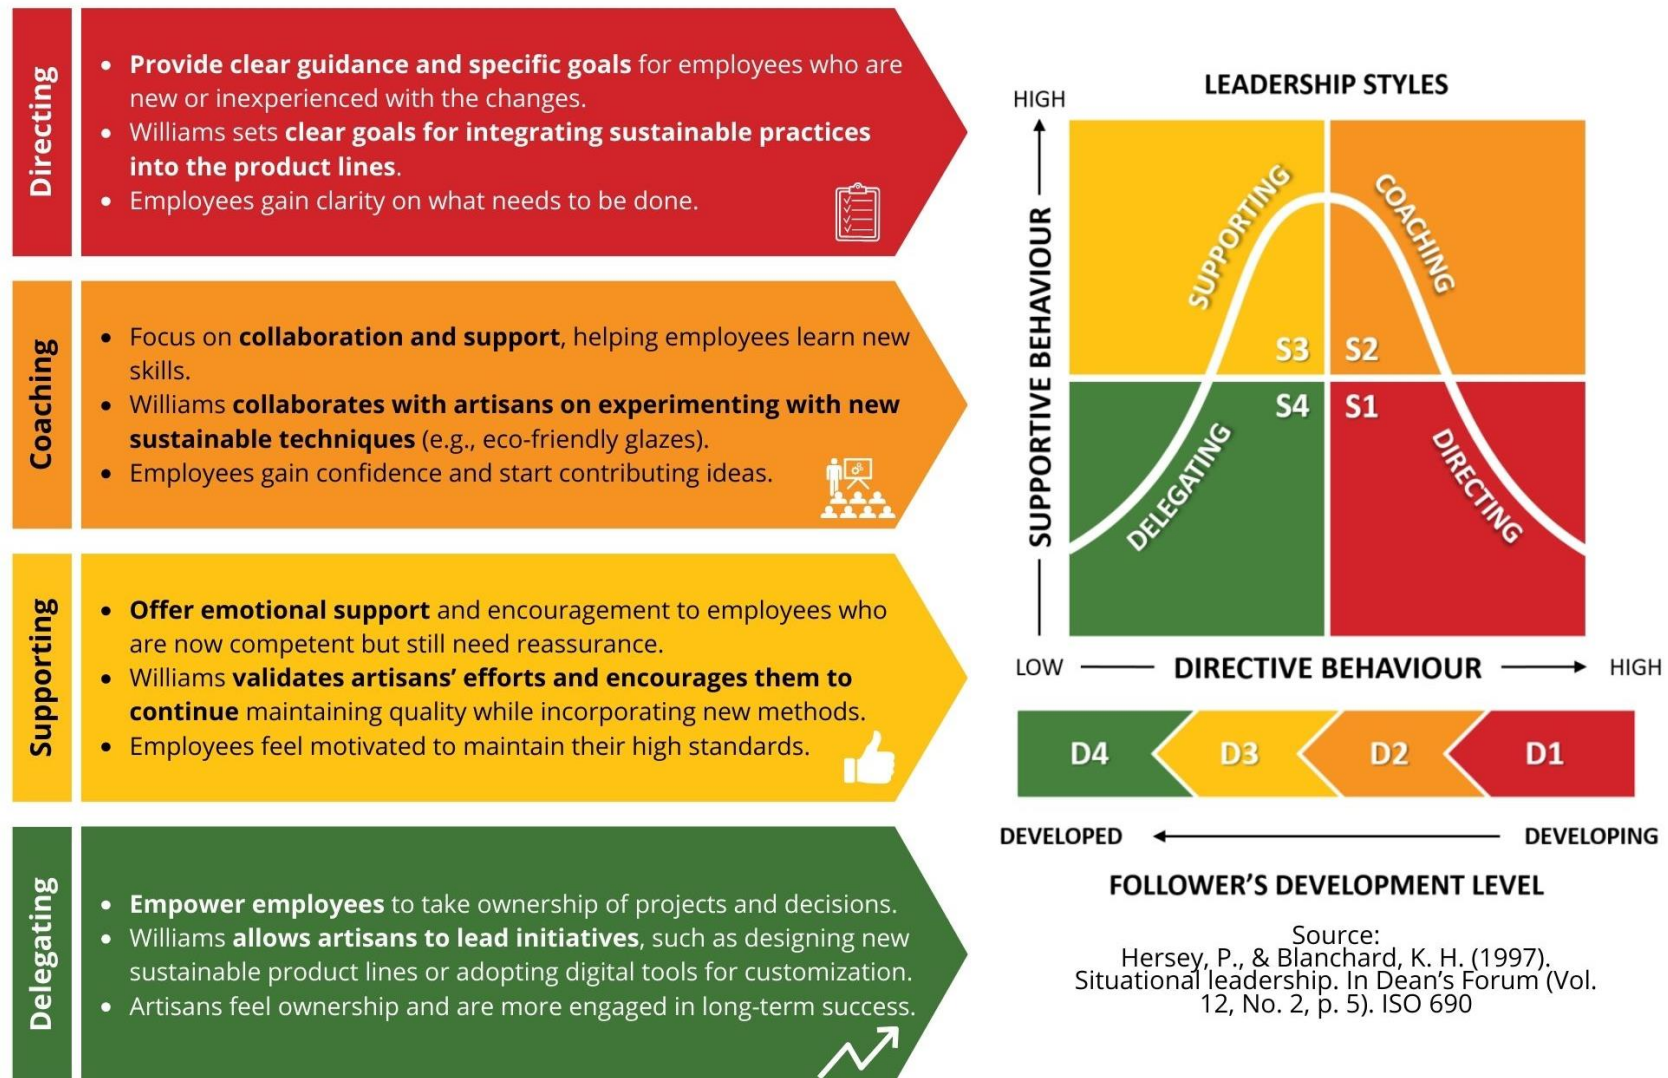 Directing
• Provide clear guidance and specific goals for employees who are
new or inexperienced with the changes.
• Williams sets clear goals for integrating sustainable practices
into the product lines.
• Employees gain clarity on what needs to be done.
Coaching
• Focus on collaboration and support, helping employees learn new
skills.
• Williams collaborates with artisans on experimenting with new
sustainable techniques (e.g., eco-friendly glazes).
• Employees gain confidence and start contributing ideas.
Supporting
• Offer emotional support and encouragement to employees who
are now competent but still need reassurance.
• Williams validates artisans’ efforts and encourages them to
continue maintaining quality while incorporating new methods.
• Employees feel motivated to maintain their high standards.
Delegating
• Empower employees to take ownership of projects and decisions.
• Williams allows artisans to lead initiatives, such as designing new
sustainable product lines or adopting digital tools for customization.
• Artisans feel ownership and are more engaged in long-term success.
LEADERSHIP STYLES
HIGH
SUPPORTIVE BEHAVIOUR
SUPPORTING
COACHING
S3
S2
S4
S1
DELEGATING
DIRECTING
LOW
DIRECTIVE BEHAVIOUR
HIGH
D4
D3
D2
D1
DEVELOPED
DEVELOPING
FOLLOWER’S DEVELOPMENT LEVEL
Source:
Hersey, P., & Blanchard, K. H. (1997).
Situational leadership. In Dean’s Forum (Vol.
12, No. 2, p. 5). ISO 690